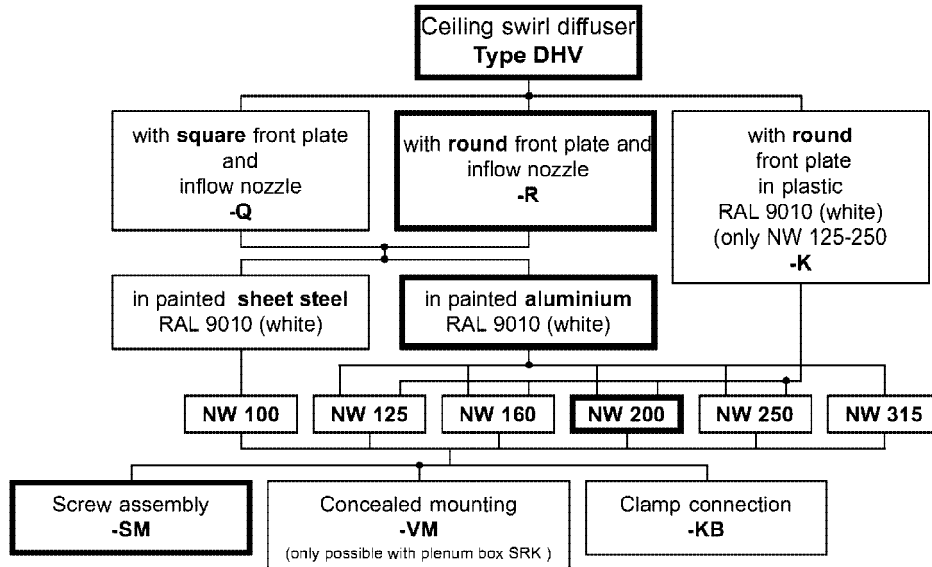 Ceiling swirl diffuser
Type DHV
with square front plate
and
inflow nozzle
-Q
with round front plate and
inflow nozzle
-R
with round
front plate
in plastic
RAL 9010 (white)
(only NW 125-250
-K
in painted sheet steel
RAL 9010 (white)
in painted aluminium
RAL 9010 (white)
NW 100
NW 125
NW 160
NW 200
NW 250
NW 315
Screw assembly
-SM
Concealed mounting
-VM
(only possible with plenum box SRK )
Clamp connection
-KB